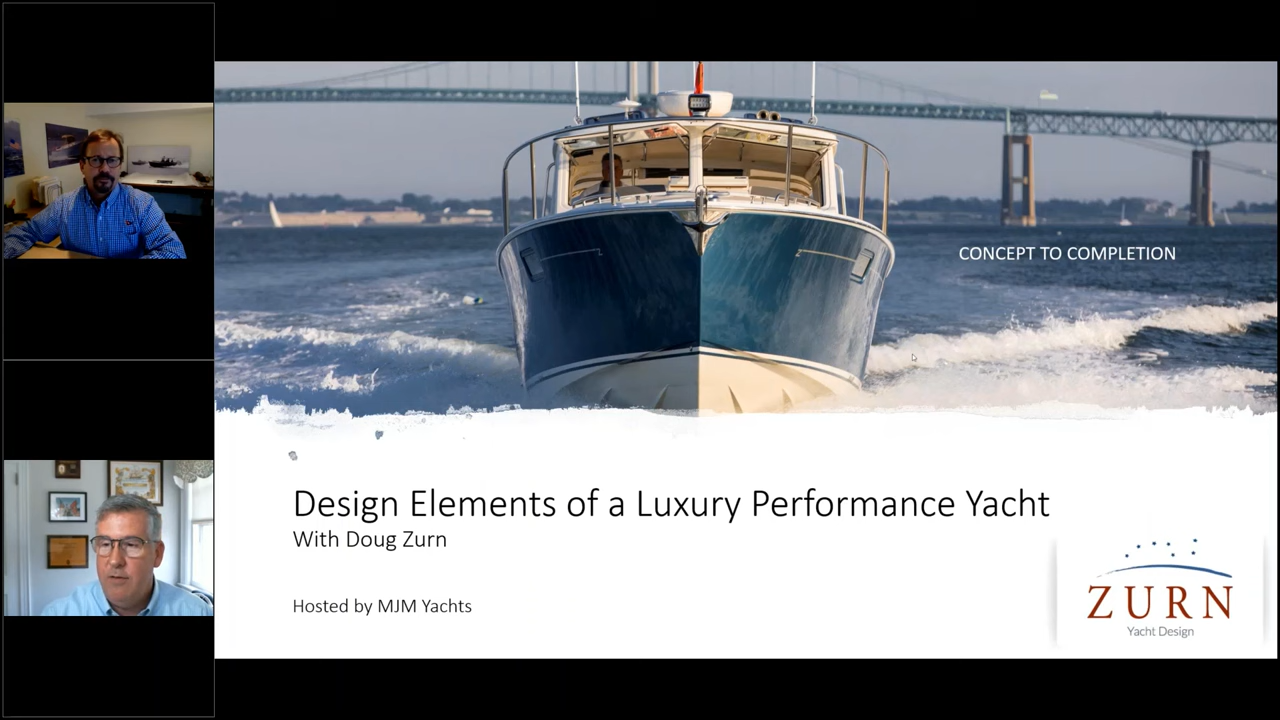 CONCEPT TO COMPLETION
Design Elements of a Luxury Performance Yacht
With Doug Zurn
Hosted by MJM Yachts
ZURN
Yacht Design